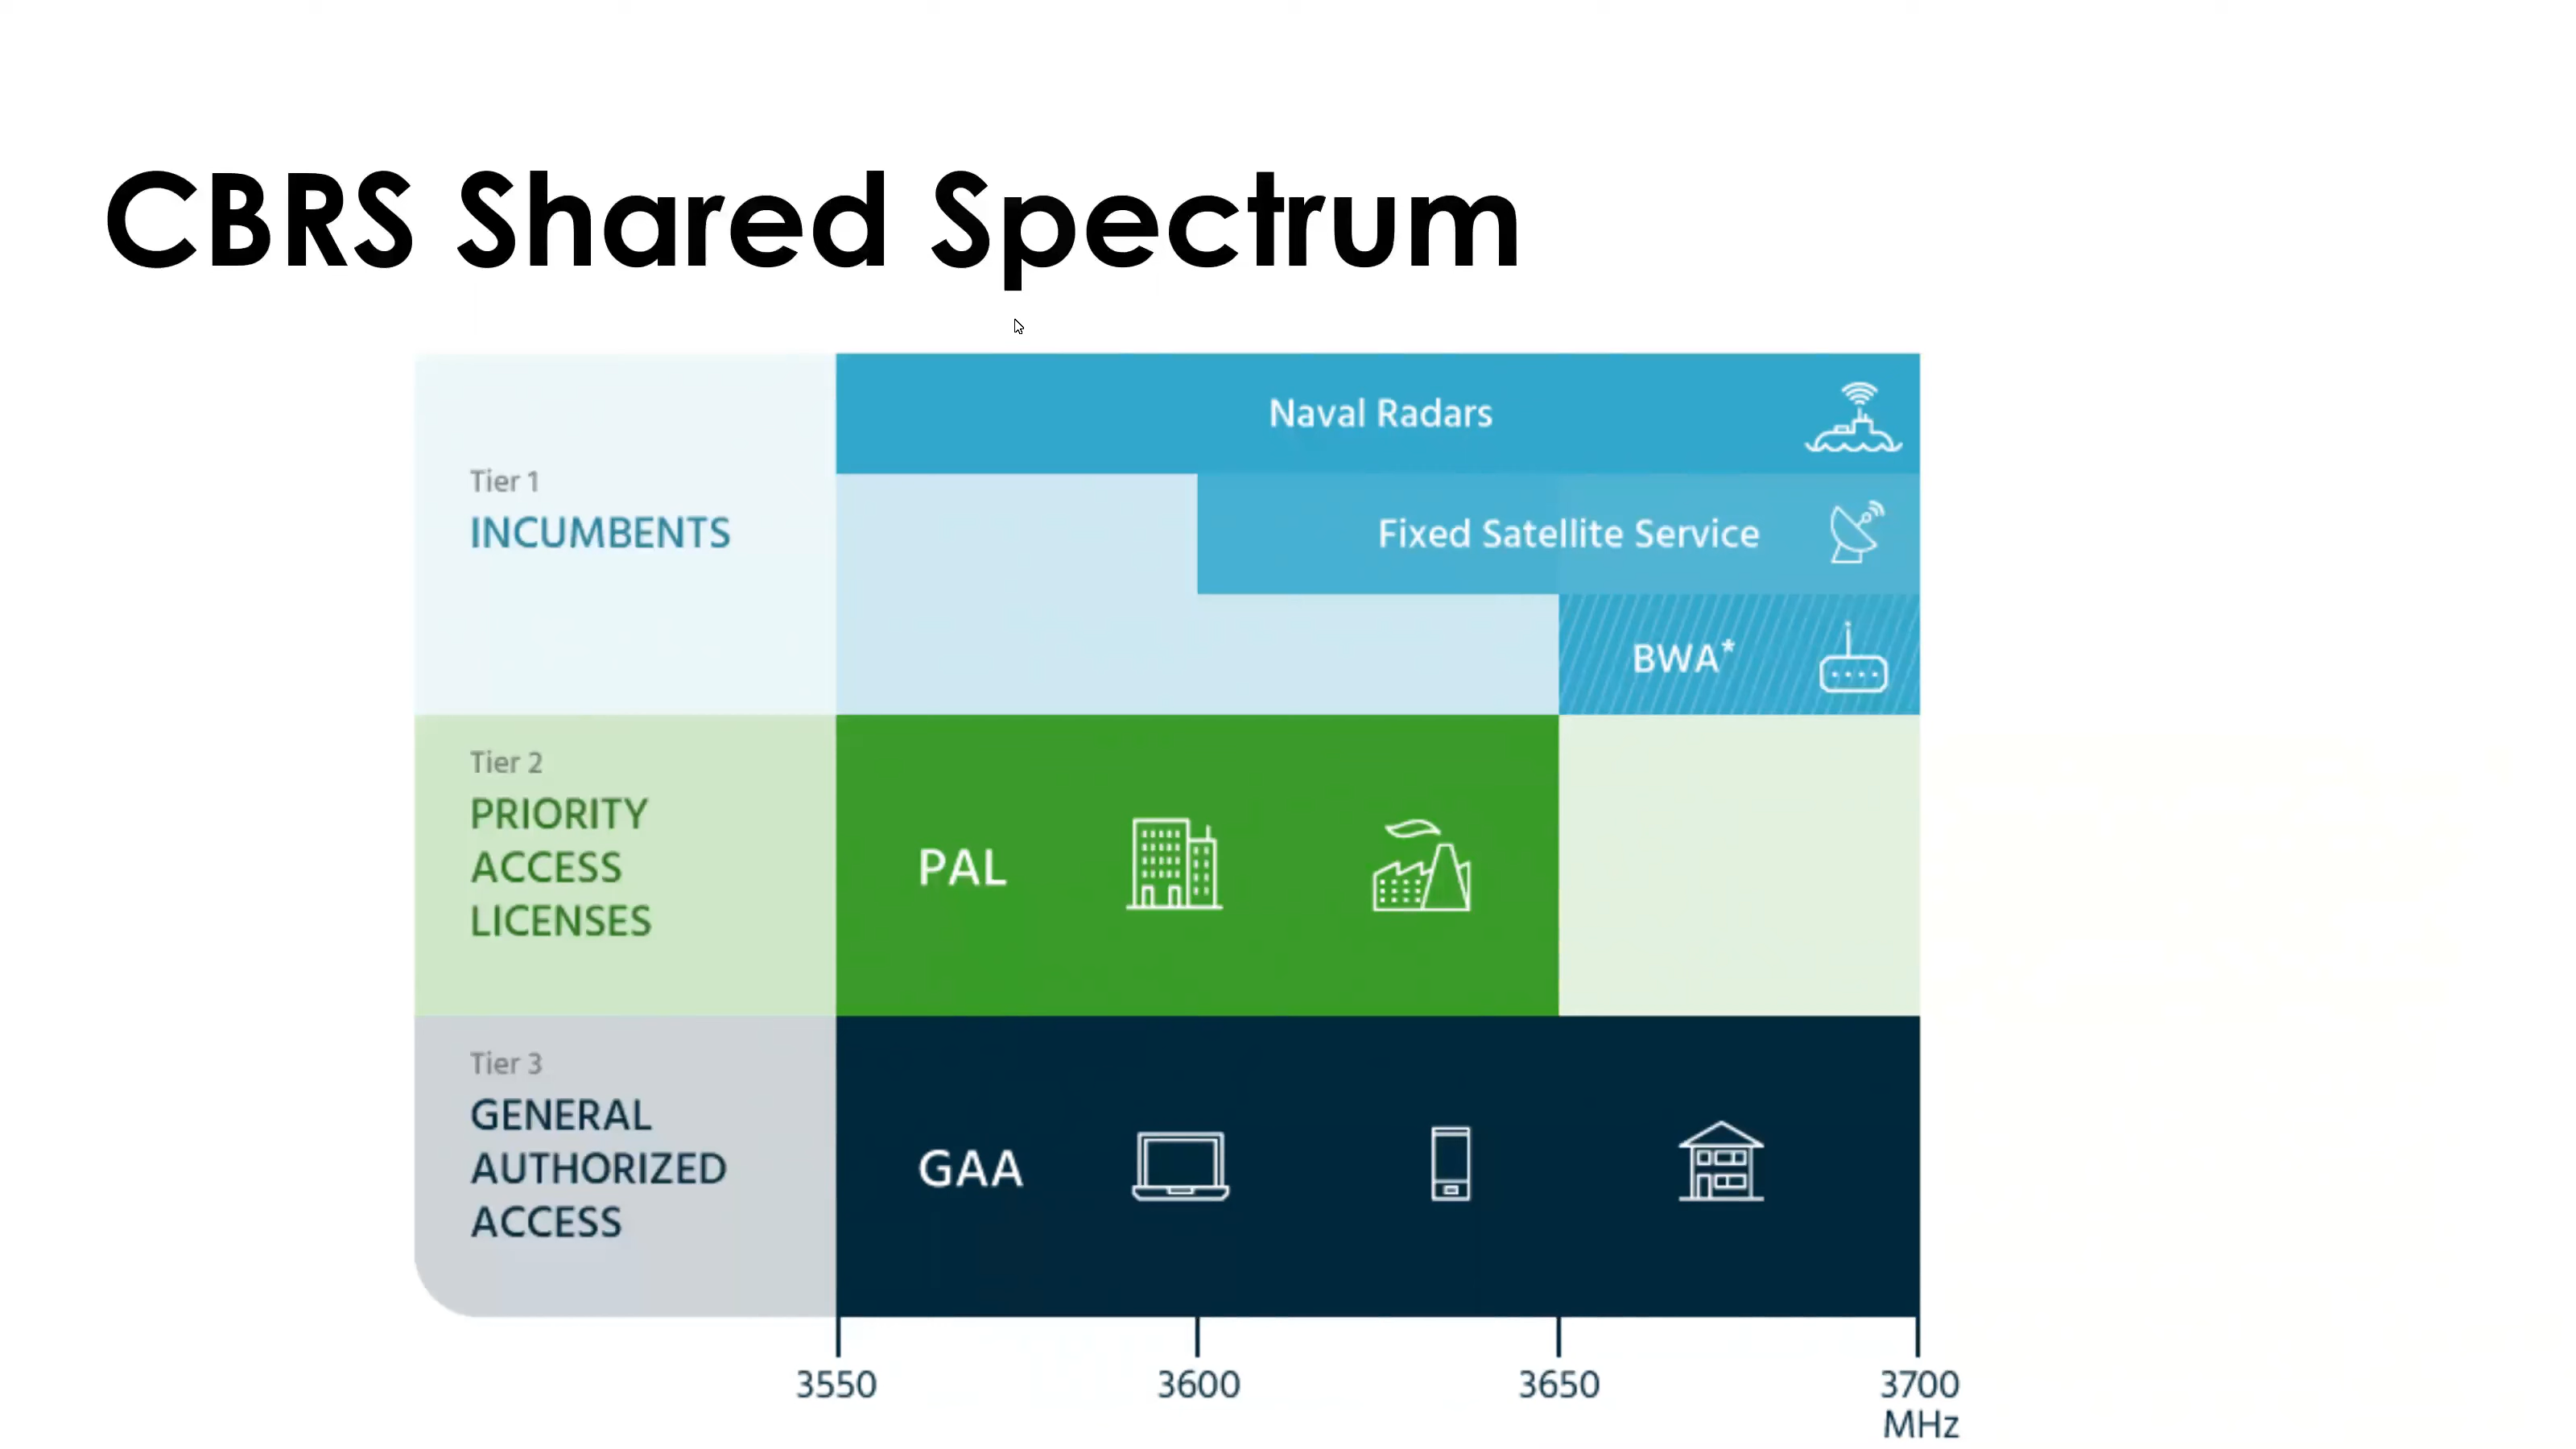 CBRS Shared Spectrum
Naval Radars
Tier 1
INCUMBENTS
Fixed Satellite Service
BWA*
Tier 2
PRIORITY
ACCESS
LICENSES
PAL
Tier 3
GENERAL
AUTHORIZED
ACCESS
GAA
3550
3600
3650
3700
MHz